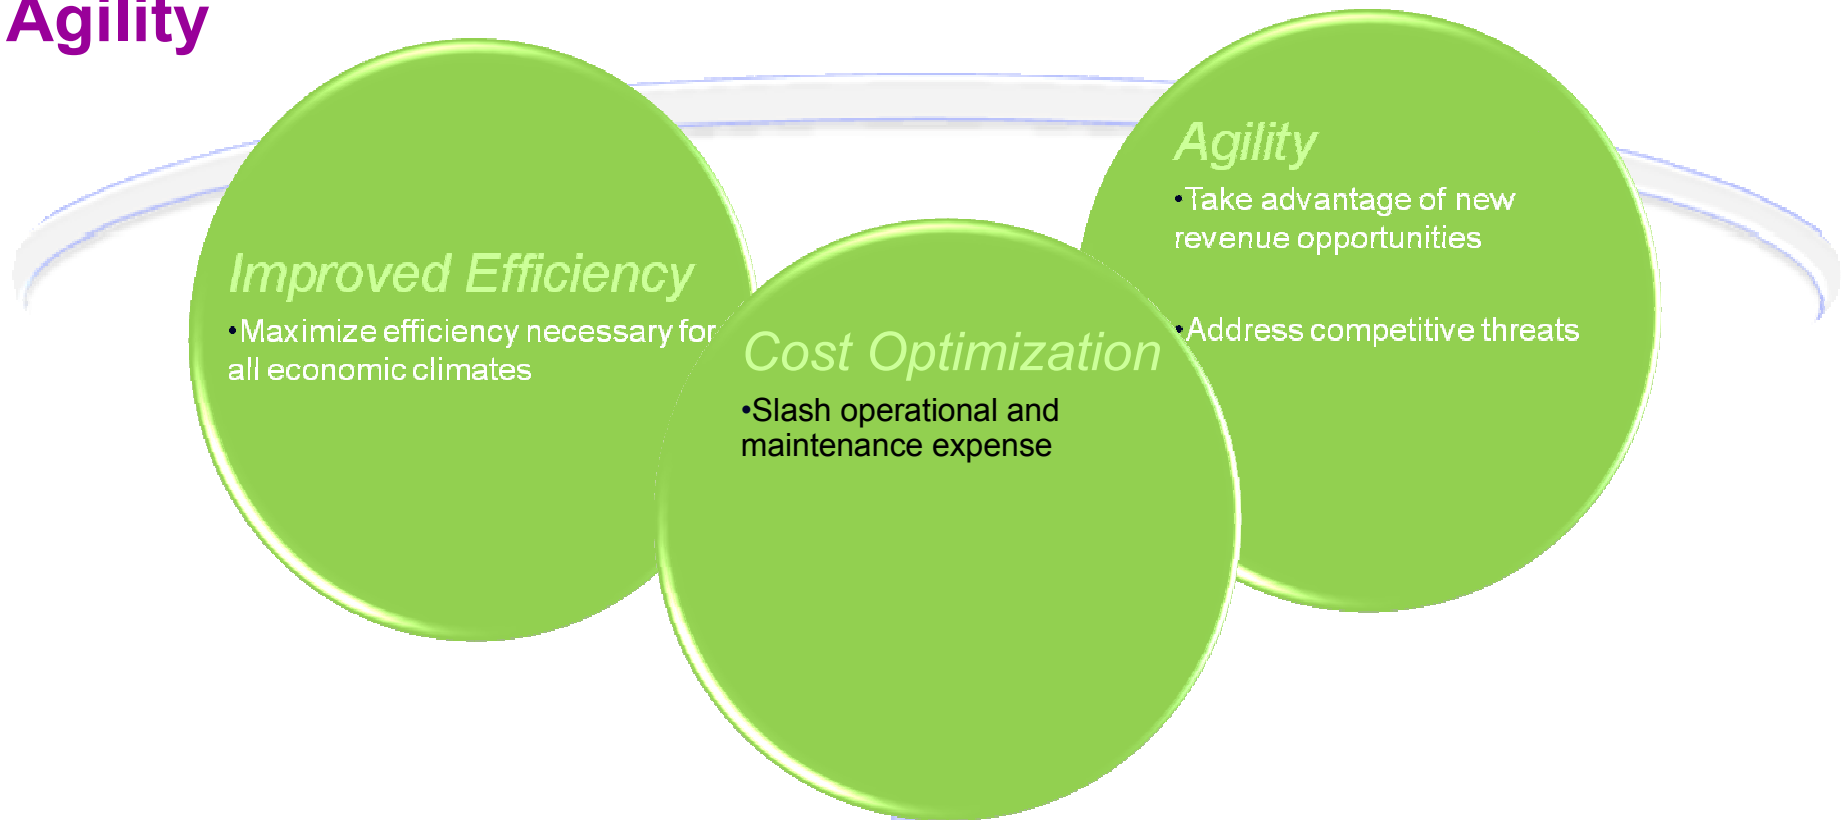 Agility
Improved Efficiency
•Maximize efficiency necessary for
all economic climates
Cost Optimization
•Slash operational and
maintenance expense
Agility
•Take advantage of new
revenue opportunities
•Address competitive threats